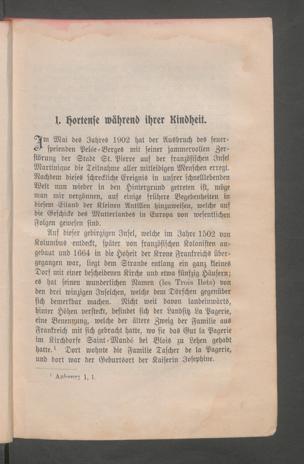 1. Hortense während ihrer Kindheit.
Im Mai des Jahres 1902 hat der Ausbruch des feuer-
speienden Pelée-Berges mit seiner jammervollen Zer-
störung der Stadt St. Pierre auf der französischen Insel
Martinique die Teilnahme aller mitleidigen Menschen erregt.
Nachdem dieses schreckliche Ereignis in unserer schnellebenden
Welt nun wieder in den Hintergrund getreten ist, möge
man mir vergönnen, auf einige frühere Begebenheiten in
diesem Eiland der Kleinen Antillen hinzuweisen, welche auf
die Geschicke des Mutterlandes in Europa von wesentlichen
Folgen gewesen sind.
Auf dieser gebirgigen Insel, welche im Jahre 1502 von
Kolumbus entdeckt, später von französischen Kolonisten an-
gebaut und 1664 in die Hoheit der Krone Frankreichs über-
gegangen war, liegt dem Strande entlang ein ganz kleines
Dorf mit einer bescheidenen Kirche und etwa fünfzig Häusern;
es hat seinen wunderlichen Namen (les Trois Ilets) von
den drei winzigen Inselchen, welche dem Dörfchen gegenüber
sich bemerkbar machen. Nicht weit davon landeinwärts,
hinter Höhen versteckt, befindet sich der Landsitz La Pagerie,
eine Benennung, welche der ältere Zweig der Familie aus
Frankreich mit sich gebracht hatte, wo sie das Gut la Pagerie
im Kirchdorfe Saint-Mandé bei Blois zu Lehen gehabt
hatte.¹ Dort wohnte die Familie Tascher de la Pagerie,
und dort war der Geburtsort der Kaiserin Josephine.
¹ Aubenas 1, 1.